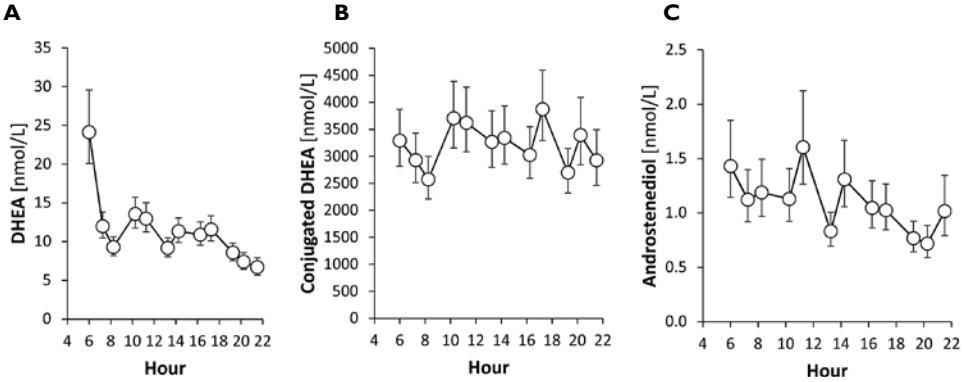 A
DHEA [nmol/L]
35
30
25
20
15
10
5
0
4 6 8 10 12 14 16 18 20 22
Hour
B
Conjugated DHEA [nmol/L]
5000
4500
4000
3500
3000
2500
2000
1500
1000
500
0
4 6 8 10 12 14 16 18 20 22
Hour
C
Androstenediol [nmol/L]
2.5
2.0
1.5
1.0
0.5
0.0
4 6 8 10 12 14 16 18 20 22
Hour